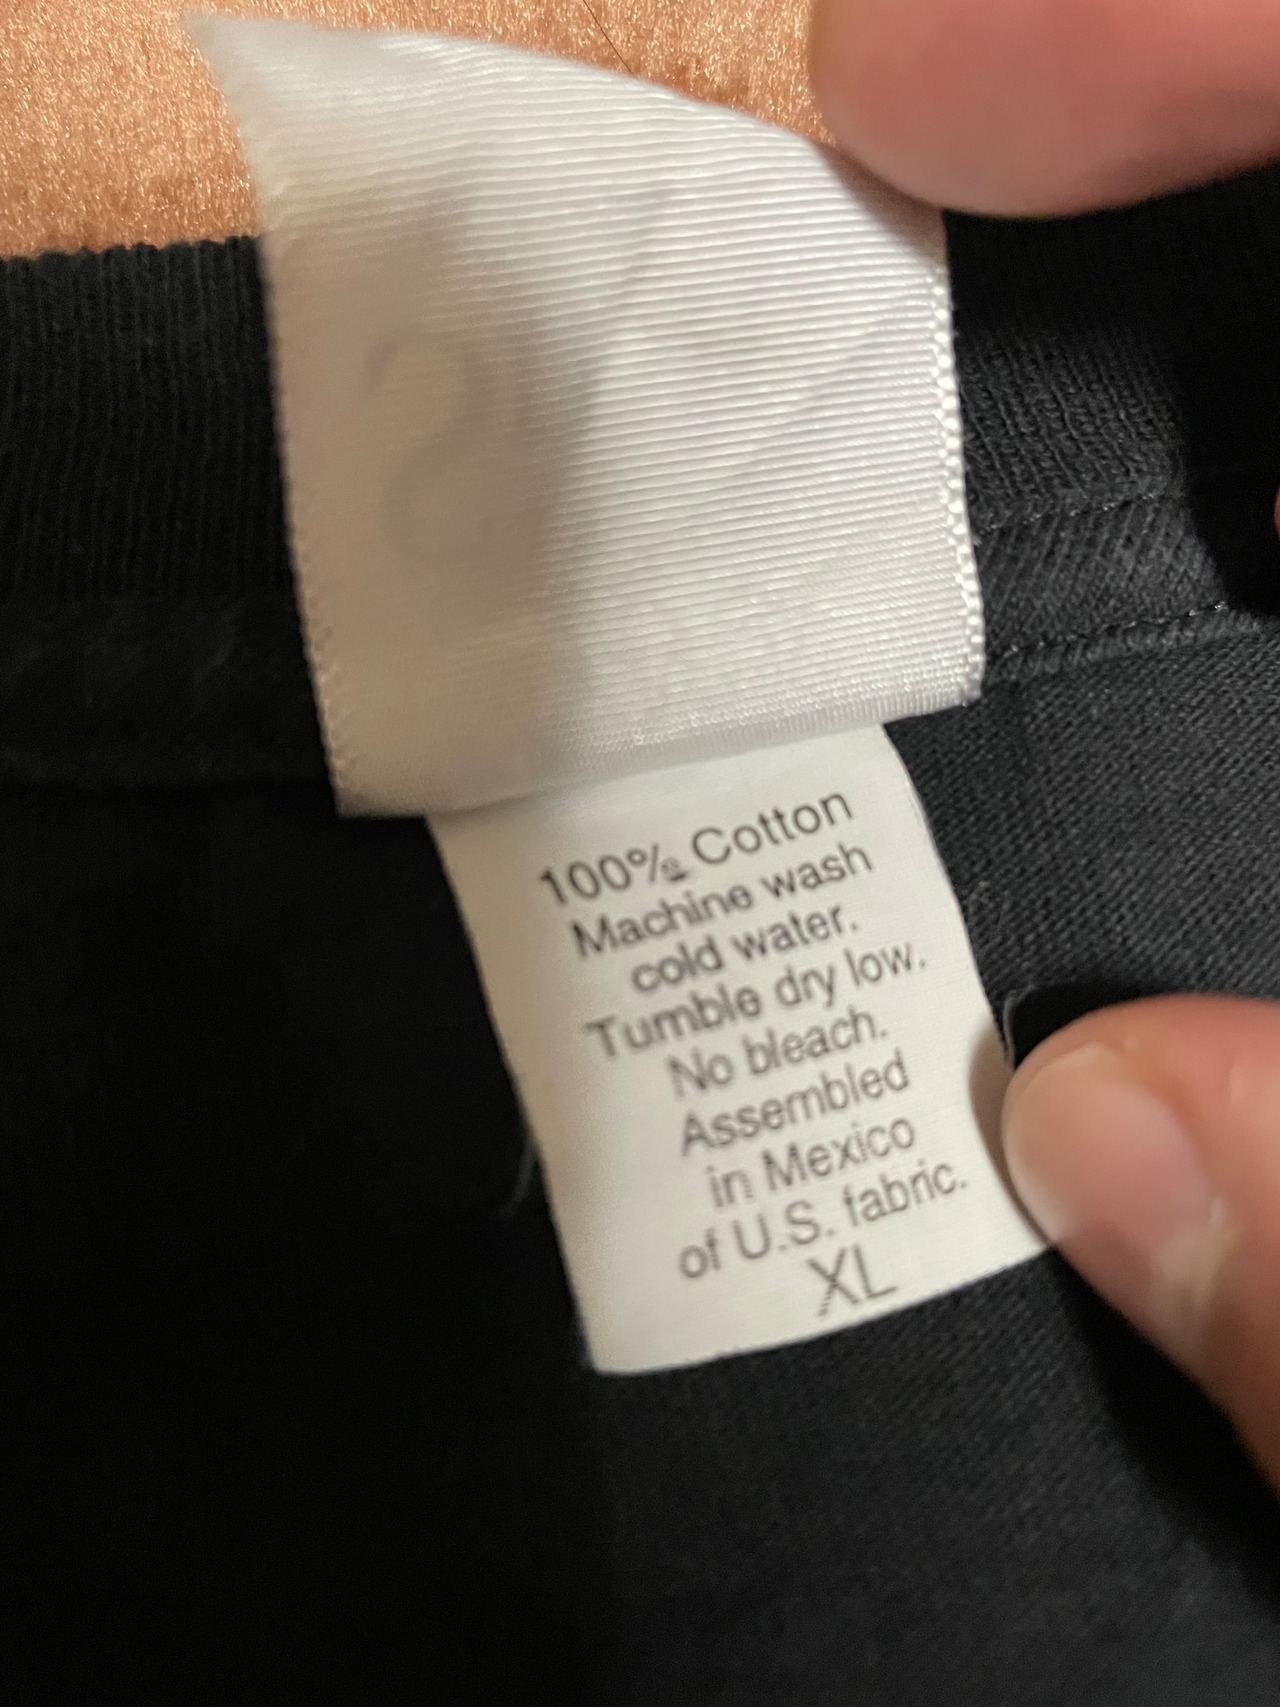 100% Cotton
Machine wash
cold water.
Tumble dry low.
No bleach.
Assembled
in Mexico
of U.S. fabric.
XL